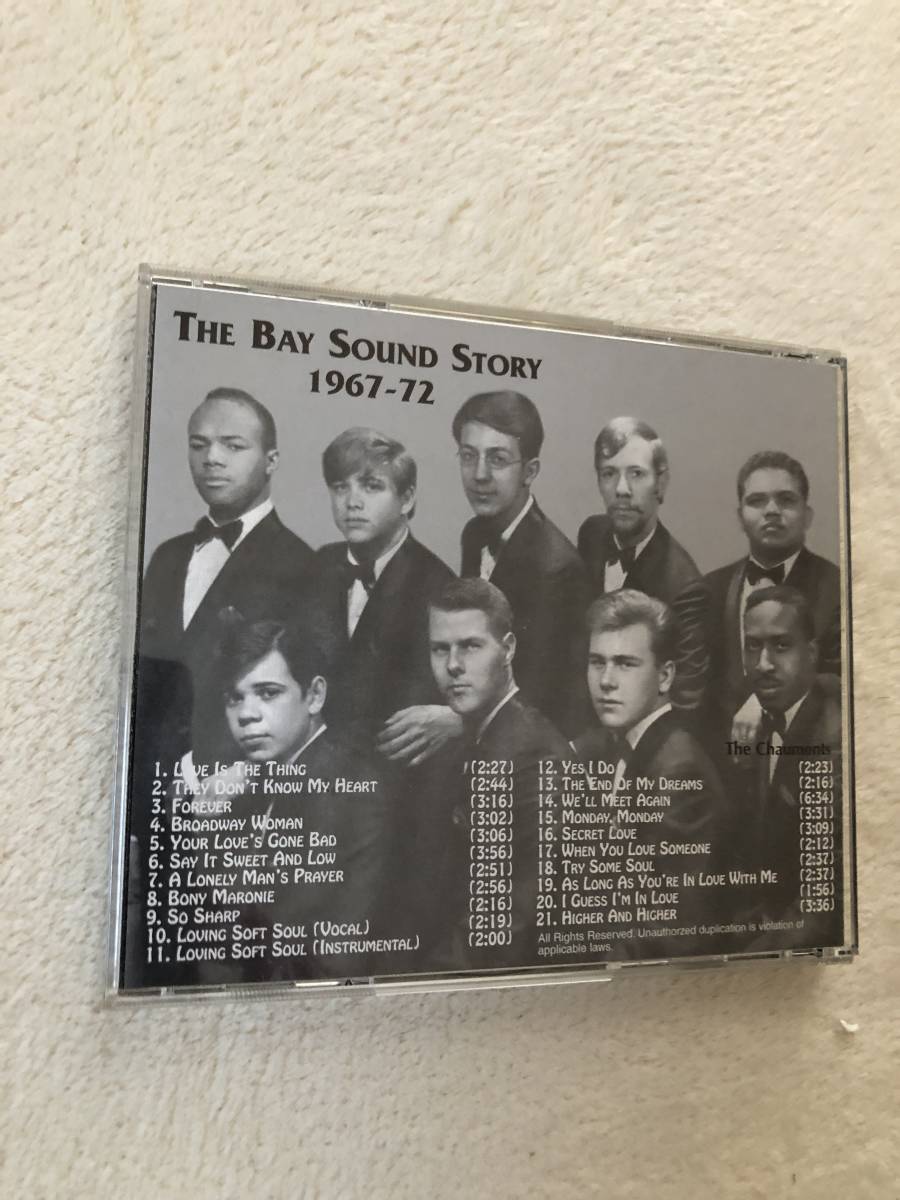 THE BAY SOUND STORY
1967-72
The Chaumonts
1. LOVE IS THE THING (2:27)
2. THEY DON'T KNOW MY HEART (2:44)
3. FOREVER (3:16)
4. BROADWAY WOMAN (3:02)
5. YOUR LOVE'S GONE BAD (3:06)
6. SAY IT SWEET AND LOW (3:56)
7. A LONELY MAN'S PRAYER (2:51)
8. BONY MARONIE (2:56)
9. SO SHARP (2:16)
10. LOVING SOFT SOUL (VOCAL) (2:19)
11. LOVING SOFT SOUL (INSTRUMENTAL) (2:00)
12. YES I DO (2:23)
13. THE END OF MY DREAMS (2:16)
14. WE'LL MEET AGAIN (6:34)
15. MONDAY, MONDAY (3:31)
16. SECRET LOVE (3:09)
17. WHEN YOU LOVE SOMEONE (2:12)
18. TRY SOME SOUL (2:37)
19. AS LONG AS YOU'RE IN LOVE WITH ME (2:37)
20. I GUESS I'M IN LOVE (1:56)
21. HIGHER AND HIGHER (3:36)
All Rights Reserved. Unauthorzed duplication is violation of
applicable laws.